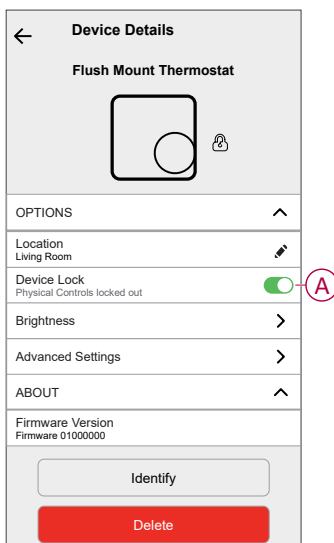 Device Details
Flush Mount Thermostat
OPTIONS
Location
Living Room
Device Lock
Physical Controls locked out
A
Brightness
Advanced Settings
ABOUT
Firmware Version
Firmware 01000000
Identify
Delete